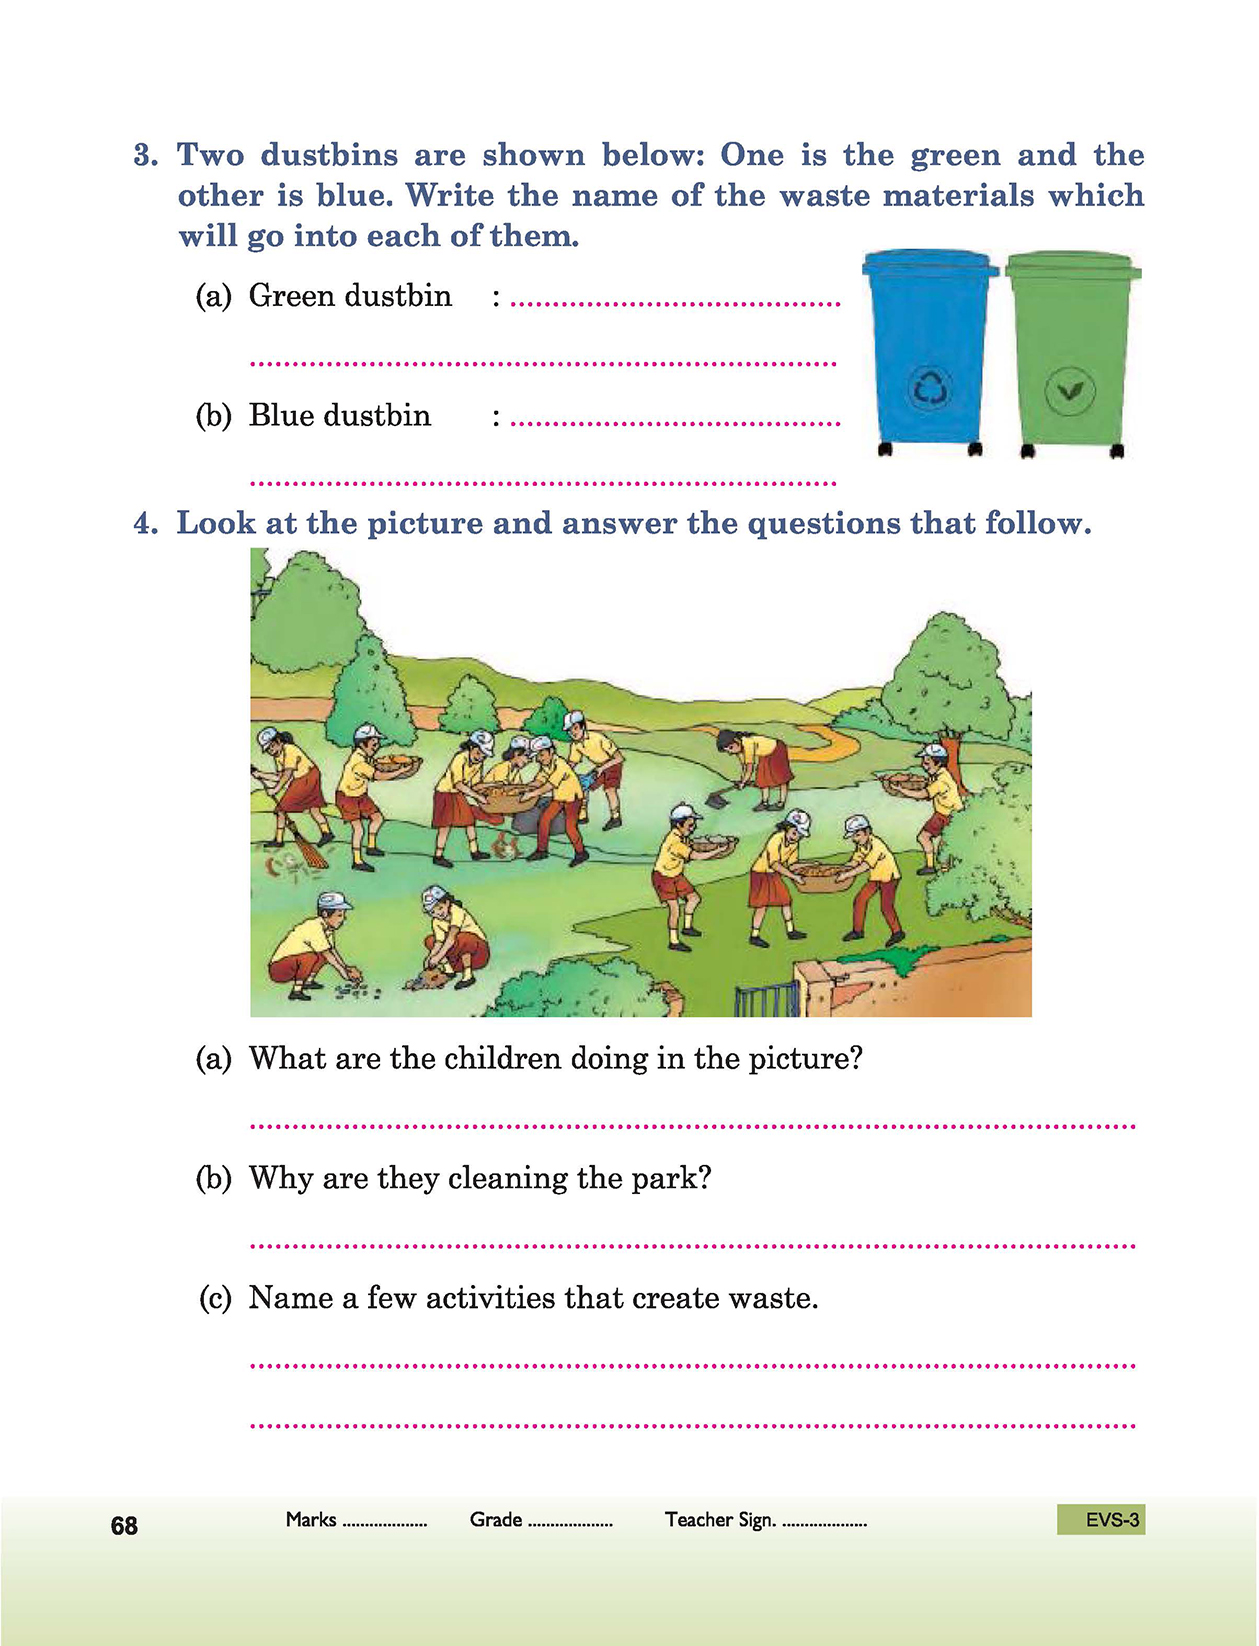 3. Two dustbins are shown below: One is the green and the
other is blue. Write the name of the waste materials which
will go into each of them.
(a) Green dustbin : .......................................
......................................................................
(b) Blue dustbin : .......................................
......................................................................
4. Look at the picture and answer the questions that follow.
(a) What are the children doing in the picture?
..........................................................................................................
(b) Why are they cleaning the park?
..........................................................................................................
(c) Name a few activities that create waste.
..........................................................................................................
..........................................................................................................
68 Marks ................... Grade ................... Teacher Sign. ................... EVS-3